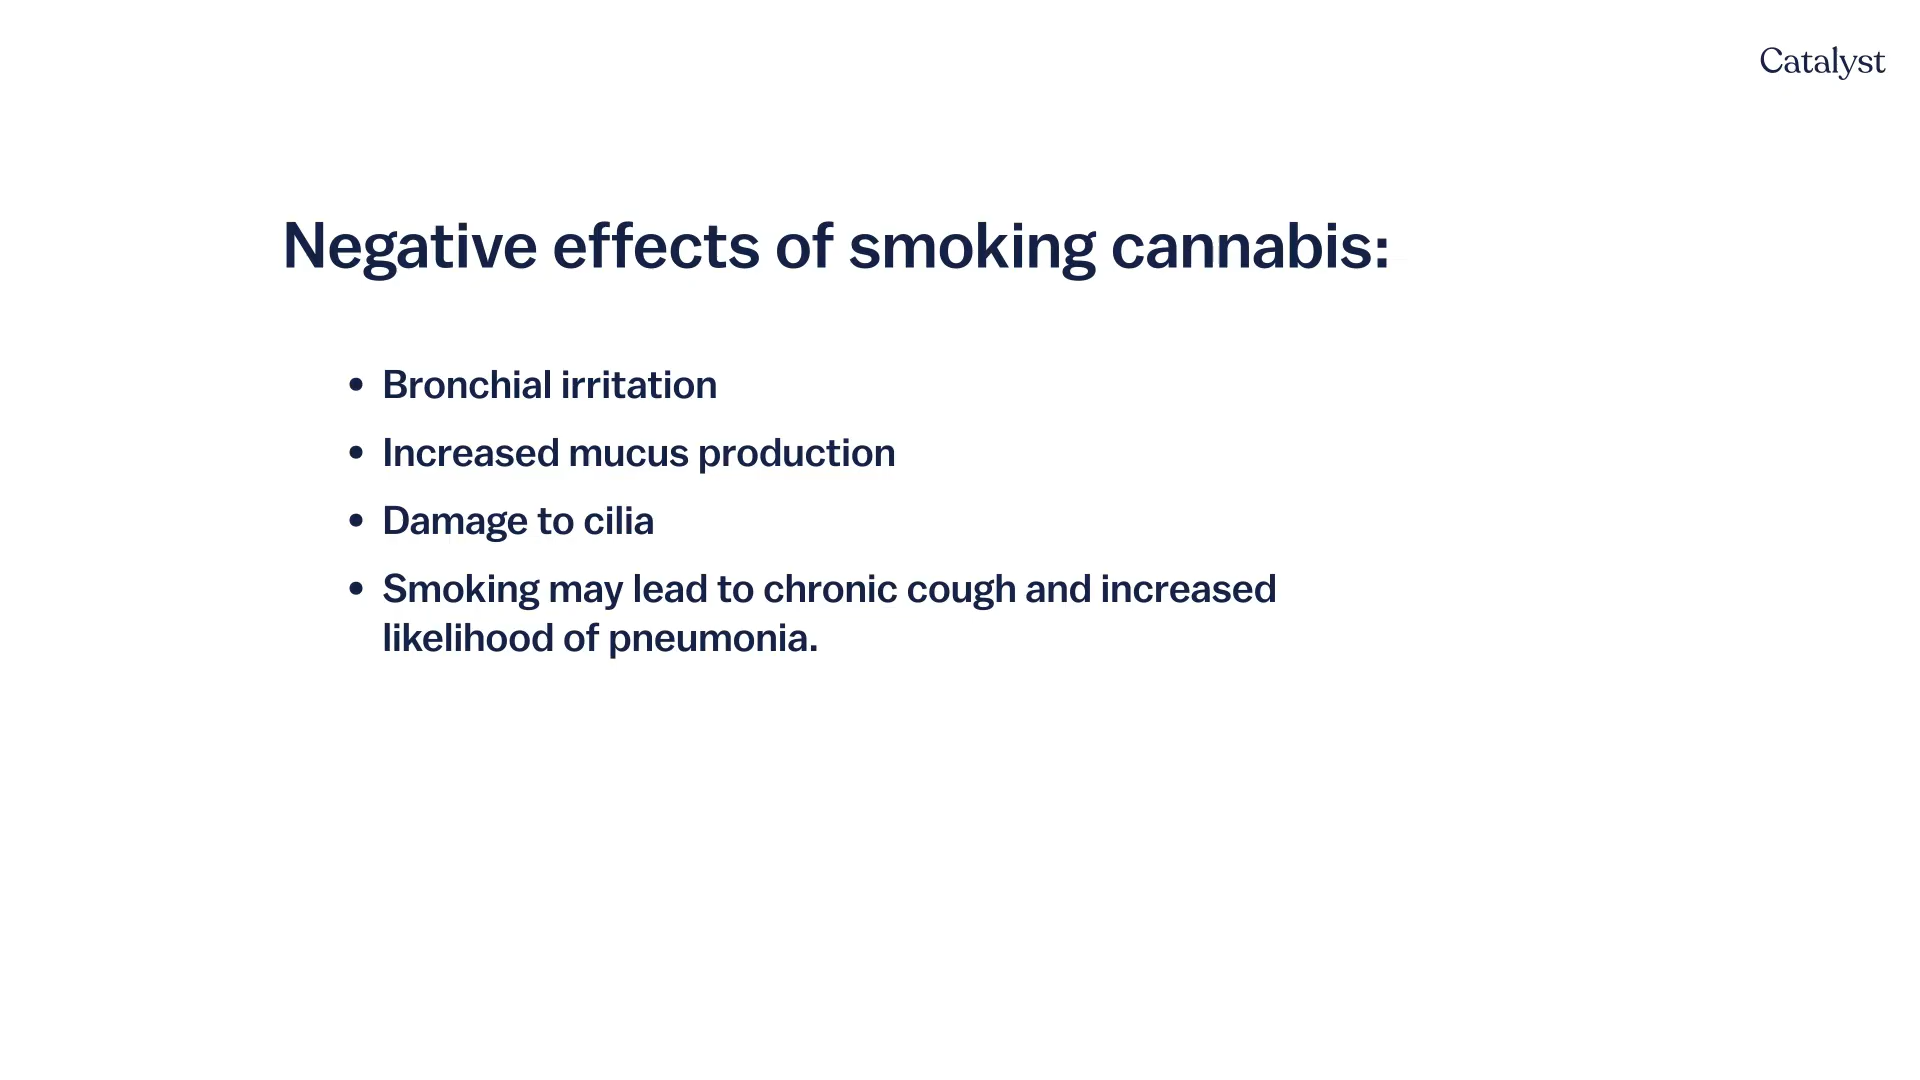 Catalyst
Negative effects of smoking cannabis:
• Bronchial irritation
• Increased mucus production
• Damage to cilia
• Smoking may lead to chronic cough and increased
likelihood of pneumonia.